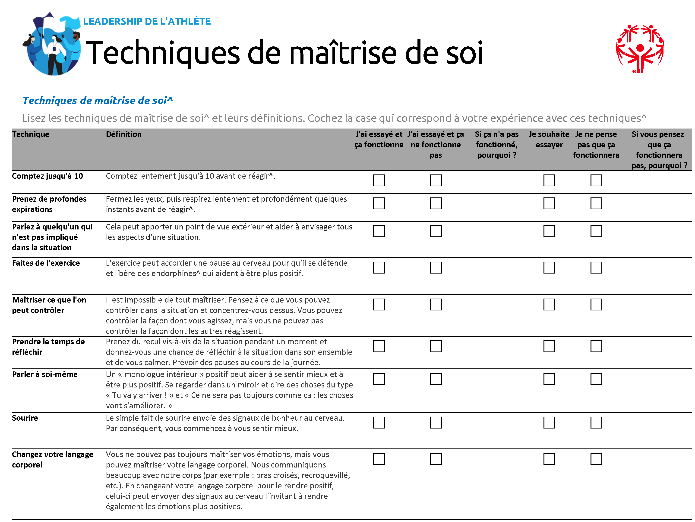 LEADERSHIP DE L'ATHLÈTE
Techniques de maîtrise de soi
Techniques de maîtrise de soi^
Lisez les techniques de maîtrise de soi^ et leurs définitions. Cochez la case qui correspond à votre expérience avec ces techniques^
Technique
Définition
J'ai essayé et
ça fonctionne
J'ai essayé et ça
ne fonctionne
pas
Si ça n'a pas
fonctionné,
pourquoi ?
Je souhaite
essayer
Je ne pense
pas que ça
fonctionnera
Si vous pensez
que ça
fonctionnera
pas, pourquoi ?
Comptez jusqu'à 10
Comptez lentement jusqu'à 10 avant de réagir^.
Prenez de profondes
expirations
Fermez les yeux, puis respirez lentement et profondément quelques
instants avant de réagir^.
Parlez à quelqu'un qui
n'est pas impliqué
dans la situation
Cela peut apporter un point de vue extérieur et aider à envisager tous
les aspects d'une situation.
Faites de l'exercice
L'exercice peut accorder une pause au cerveau pour qu'il se détende
et libère des endorphines^ qui aident à être plus positif.
Maîtriser ce que l'on
peut contrôler
Il est impossible de tout maîtriser. Pensez à ce que vous pouvez
contrôler dans la situation et concentrez-vous dessus. Vous pouvez
contrôler la façon dont vous agissez, mais vous ne pouvez pas
contrôler la façon dont les autres réagissent.
Prendre le temps de
réfléchir
Prenez du recul vis-à-vis de la situation pendant un moment et
donnez-vous une chance de réfléchir à la situation dans son ensemble
et de vous calmer. Prévoir des pauses au cours de la journée.
Parler à soi-même
Un « monologue intérieur » positif peut aider à se sentir mieux et à
être plus positif. Se regarder dans un miroir et dire des choses du type
« Tu vas y arriver ! » et « Ce ne sera pas toujours comme ça : les choses
vont s'améliorer. »
Sourire
Le simple fait de sourire envoie des signaux de bonheur au cerveau.
Par conséquent, vous commencez à vous sentir mieux.
Changez votre langage
corporel
Vous ne pouvez pas toujours maîtriser vos émotions, mais vous
pouvez maîtriser votre langage corporel. Nous communiquons
beaucoup avec notre corps (par exemple : bras croisés, recroquevillé,
etc.). En changeant votre langage corporel pour le rendre positif,
celui-ci peut envoyer des signaux au cerveau l'invitant à rendre
également les émotions plus positives.